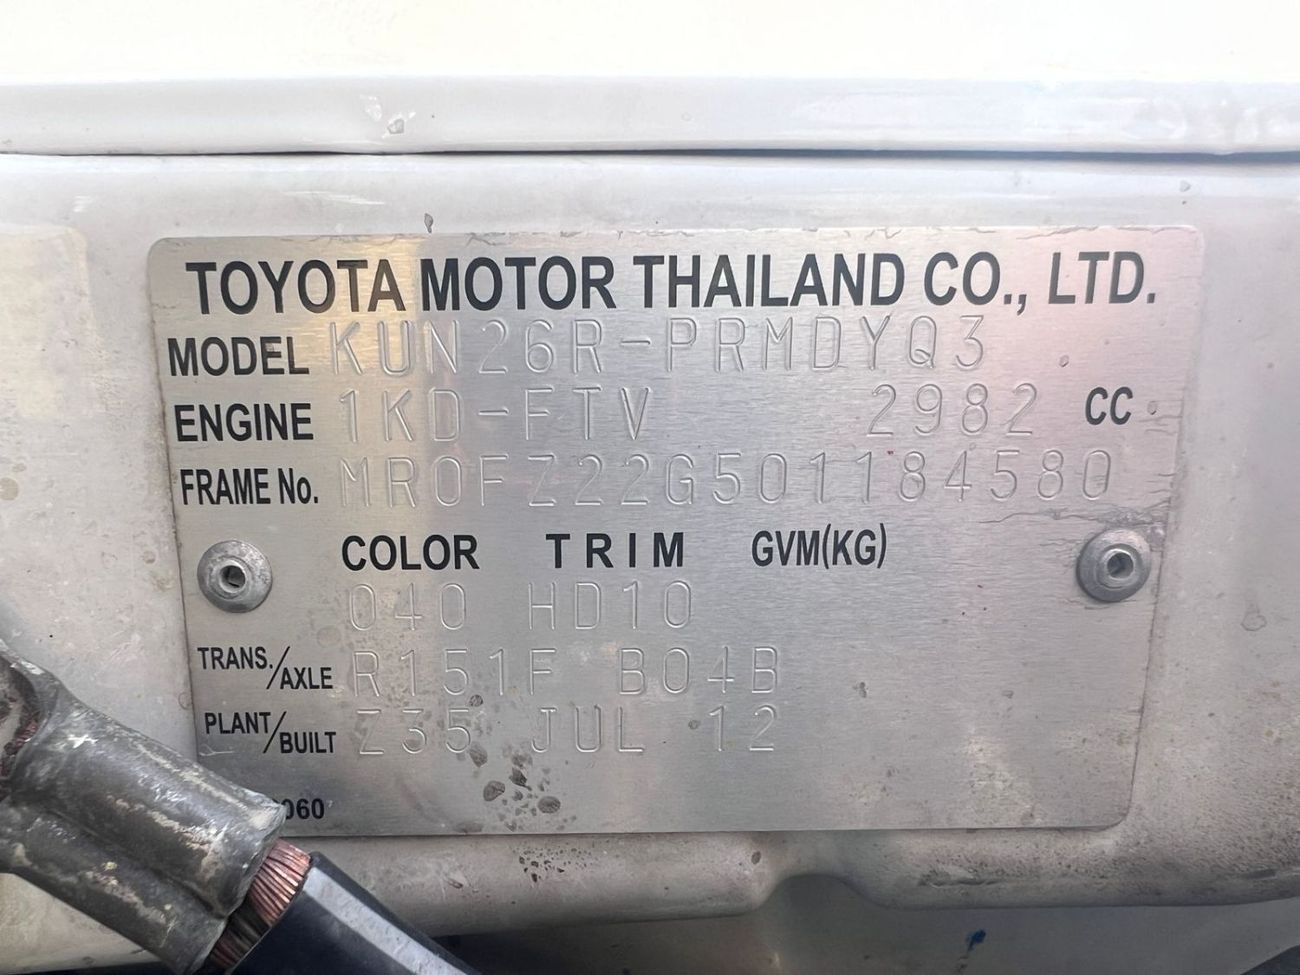 TOYOTA MOTOR THAILAND CO., LTD.
MODEL KUN26R-PRMDYQ3
ENGINE 1KD-FTV 2982 CC
FRAME No. MR0FZ22G501184580
COLOR TRIM GVM(KG)
040 HD10
TRANS./AXLE R151F B04B
PLANT/BUILT Z35 JUL 12
060